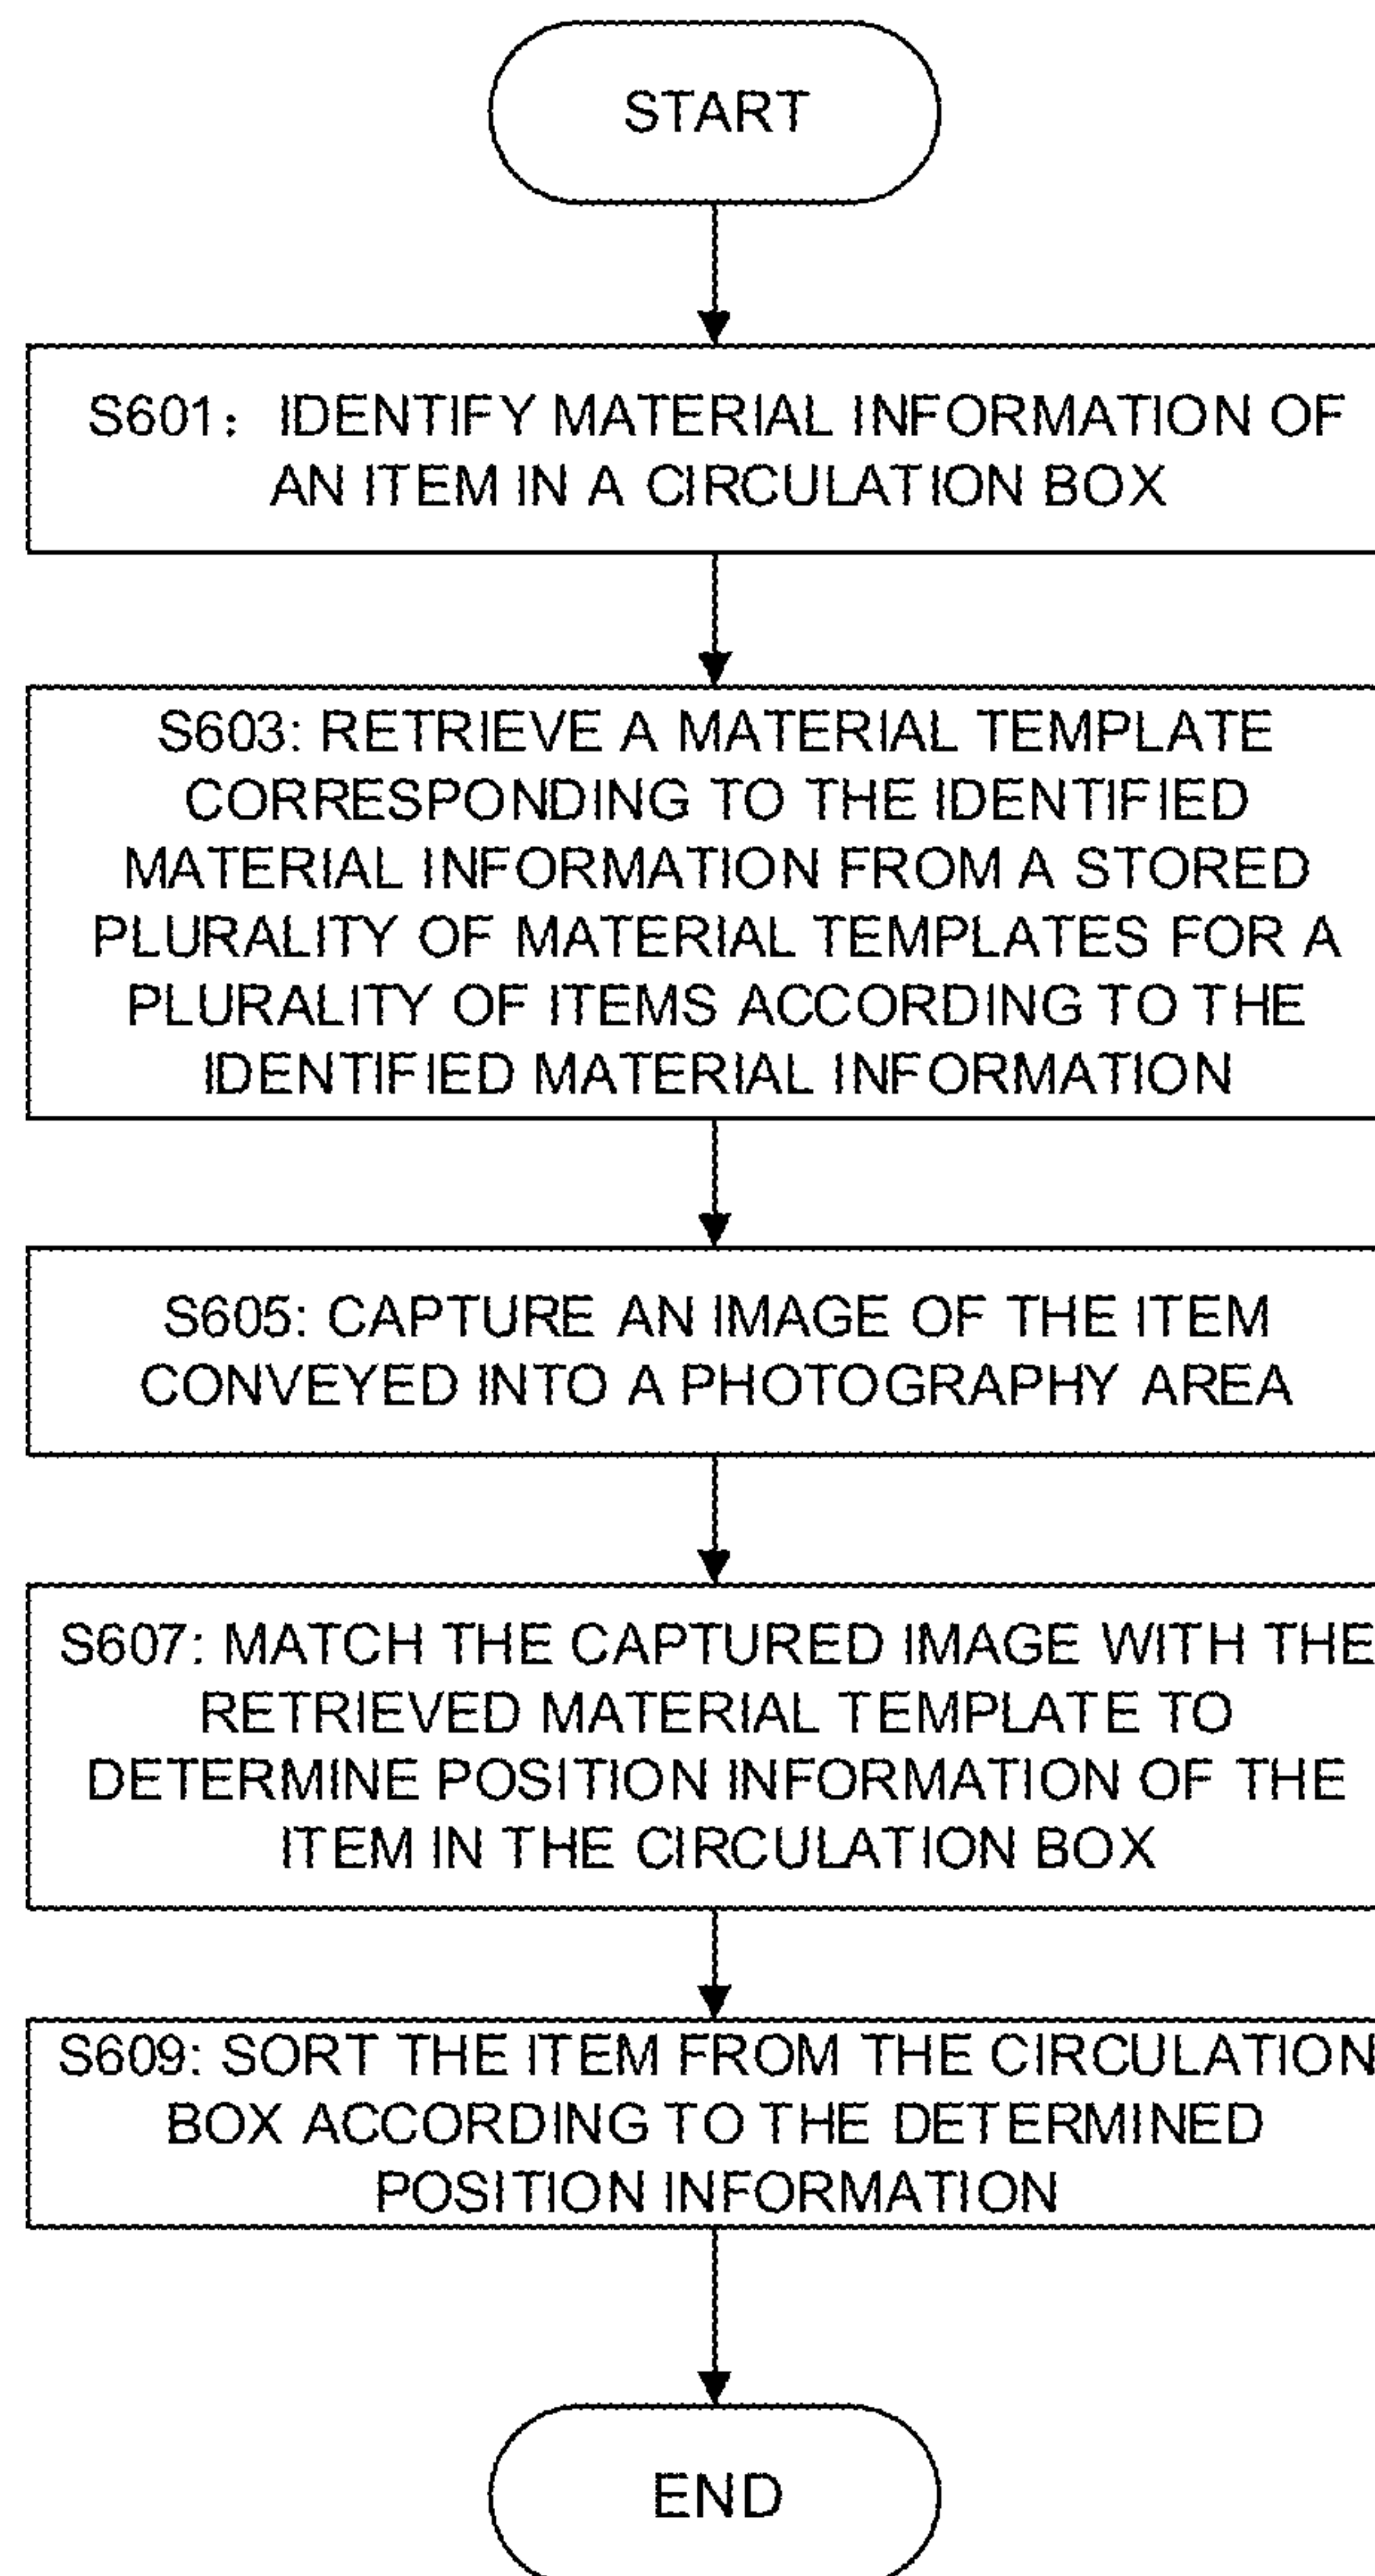 START
S601： IDENTIFY MATERIAL INFORMATION OF
AN ITEM IN A CIRCULATION BOX
S603: RETRIEVE A MATERIAL TEMPLATE
CORRESPONDING TO THE IDENTIFIED
MATERIAL INFORMATION FROM A STORED
PLURALITY OF MATERIAL TEMPLATES FOR A
PLURALITY OF ITEMS ACCORDING TO THE
IDENTIFIED MATERIAL INFORMATION
S605: CAPTURE AN IMAGE OF THE ITEM
CONVEYED INTO A PHOTOGRAPHY AREA
S607: MATCH THE CAPTURED IMAGE WITH THE
RETRIEVED MATERIAL TEMPLATE TO
DETERMINE POSITION INFORMATION OF THE
ITEM IN THE CIRCULATION BOX
S609: SORT THE ITEM FROM THE CIRCULATION
BOX ACCORDING TO THE DETERMINED
POSITION INFORMATION
END